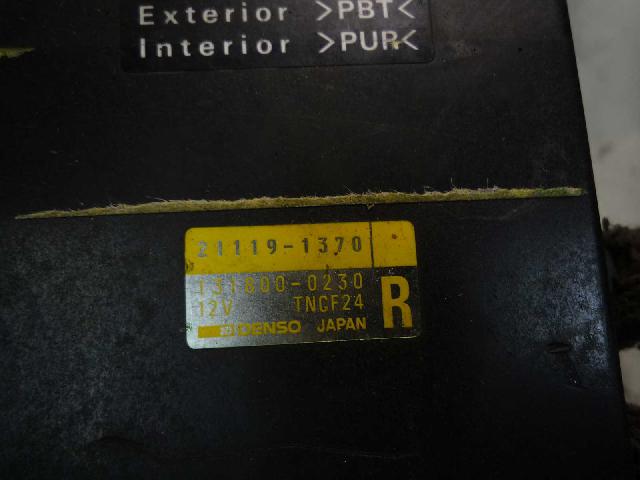 Exterior >PBT<
Interior >PUR<
21119-1370
131800-0230
12V TNCF24
R
DENSO JAPAN